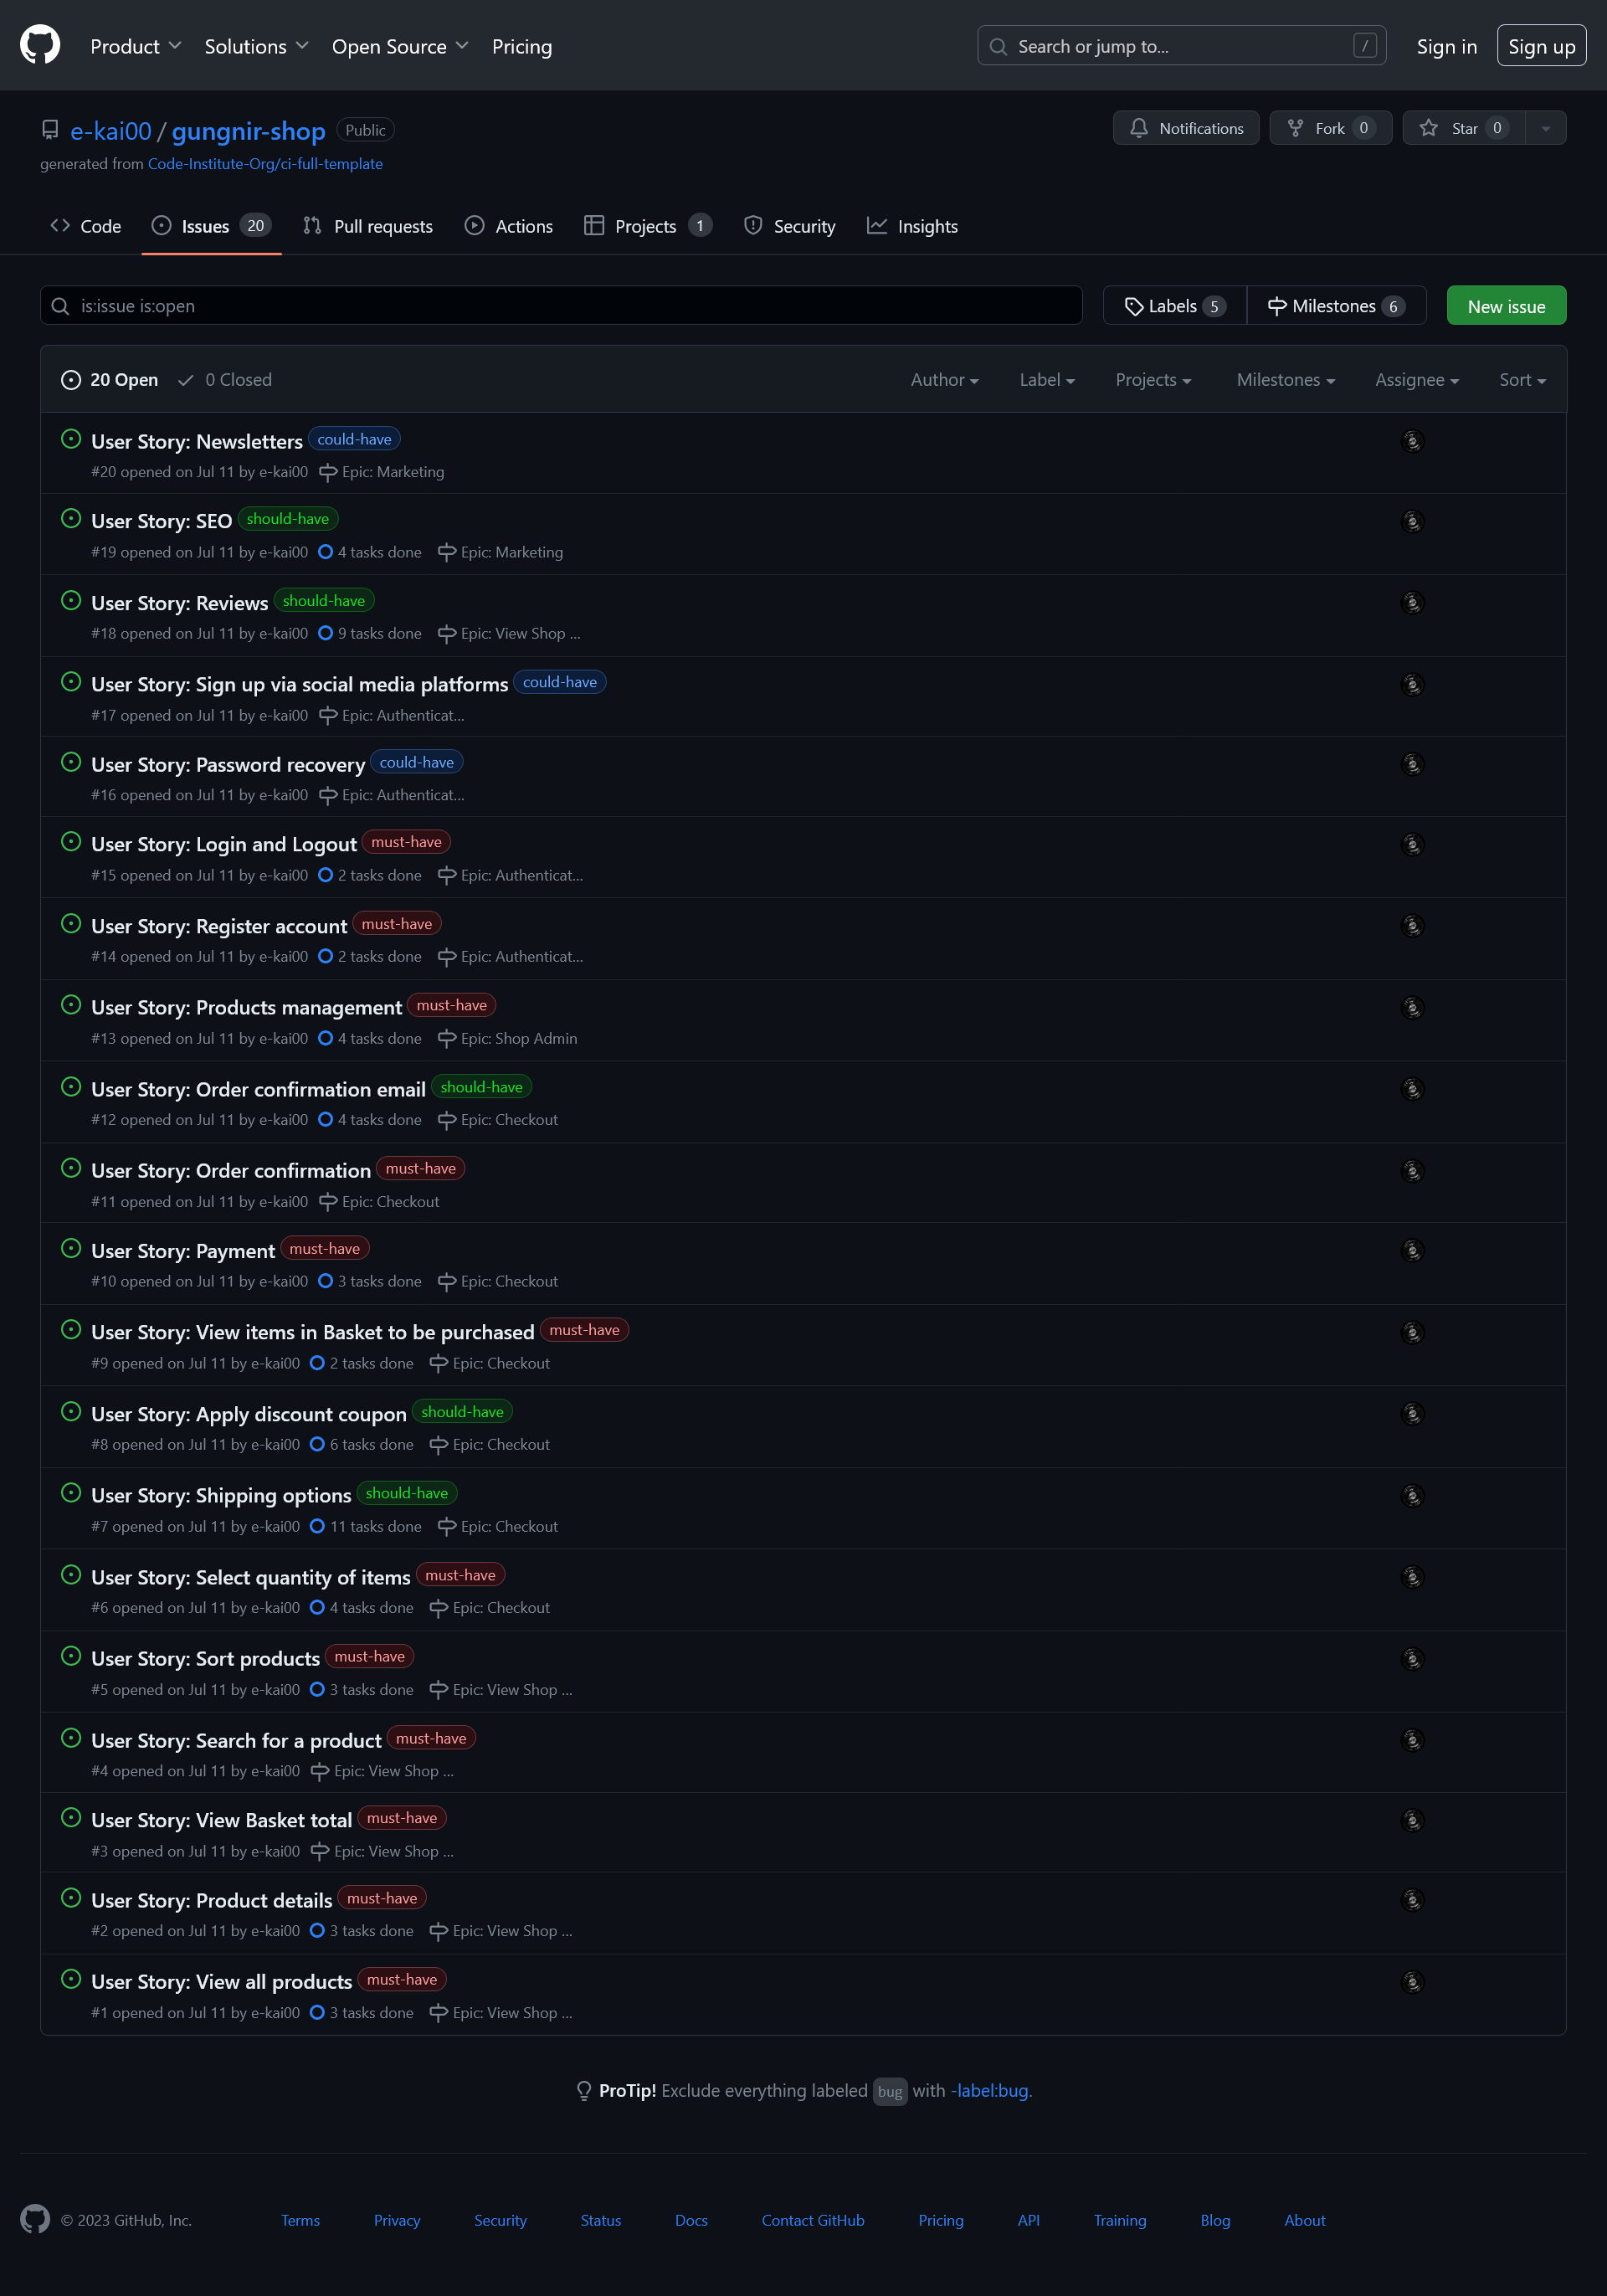 Product Solutions Open Source Pricing Search or jump to... / Sign in Sign up
e-kai00 / gungnir-shop Public Notifications Fork 0 Star 0
generated from Code-Institute-Org/ci-full-template
Code Issues 20 Pull requests Actions Projects 1 Security Insights
is:issue is:open Labels 5 Milestones 6 New issue
20 Open 0 Closed Author Label Projects Milestones Assignee Sort
User Story: Newsletters could-have
#20 opened on Jul 11 by e-kai00 Epic: Marketing
User Story: SEO should-have
#19 opened on Jul 11 by e-kai00 4 tasks done Epic: Marketing
User Story: Reviews should-have
#18 opened on Jul 11 by e-kai00 9 tasks done Epic: View Shop ...
User Story: Sign up via social media platforms could-have
#17 opened on Jul 11 by e-kai00 Epic: Authenticat...
User Story: Password recovery could-have
#16 opened on Jul 11 by e-kai00 Epic: Authenticat...
User Story: Login and Logout must-have
#15 opened on Jul 11 by e-kai00 2 tasks done Epic: Authenticat...
User Story: Register account must-have
#14 opened on Jul 11 by e-kai00 2 tasks done Epic: Authenticat...
User Story: Products management must-have
#13 opened on Jul 11 by e-kai00 4 tasks done Epic: Shop Admin
User Story: Order confirmation email should-have
#12 opened on Jul 11 by e-kai00 4 tasks done Epic: Checkout
User Story: Order confirmation must-have
#11 opened on Jul 11 by e-kai00 Epic: Checkout
User Story: Payment must-have
#10 opened on Jul 11 by e-kai00 3 tasks done Epic: Checkout
User Story: View items in Basket to be purchased must-have
#9 opened on Jul 11 by e-kai00 2 tasks done Epic: Checkout
User Story: Apply discount coupon should-have
#8 opened on Jul 11 by e-kai00 6 tasks done Epic: Checkout
User Story: Shipping options should-have
#7 opened on Jul 11 by e-kai00 11 tasks done Epic: Checkout
User Story: Select quantity of items must-have
#6 opened on Jul 11 by e-kai00 4 tasks done Epic: Checkout
User Story: Sort products must-have
#5 opened on Jul 11 by e-kai00 3 tasks done Epic: View Shop ...
User Story: Search for a product must-have
#4 opened on Jul 11 by e-kai00 Epic: View Shop ...
User Story: View Basket total must-have
#3 opened on Jul 11 by e-kai00 Epic: View Shop ...
User Story: Product details must-have
#2 opened on Jul 11 by e-kai00 3 tasks done Epic: View Shop ...
User Story: View all products must-have
#1 opened on Jul 11 by e-kai00 3 tasks done Epic: View Shop ...
ProTip! Exclude everything labeled bug with -label:bug.
© 2023 GitHub, Inc. Terms Privacy Security Status Docs Contact GitHub Pricing API Training Blog About